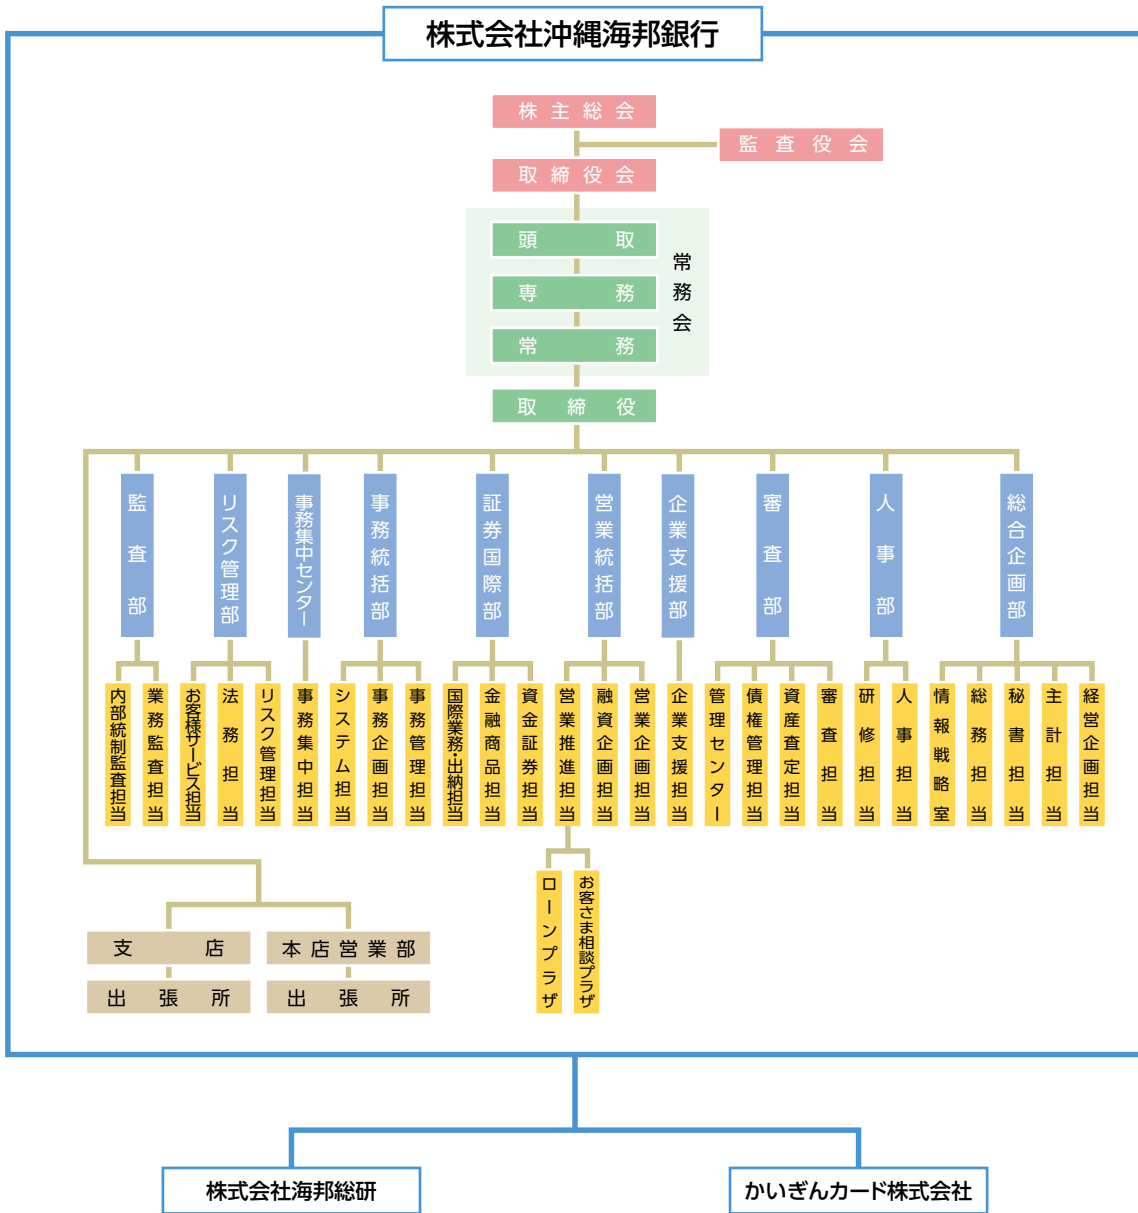 株式会社沖縄海邦銀行
株主総会
監査役会
取締役会
頭取
専務
常務
常務会
取締役
監査部
リスク管理部
事務集中センター
事務統括部
証券国際部
営業統括部
企業支援部
審査部
人事部
総合企画部
内部統制監査担当
業務監査担当
お客様サービス担当
法務担当
リスク管理担当
事務集中担当
システム担当
事務企画担当
事務管理担当
国際業務・出納担当
金融商品担当
資金証券担当
営業推進担当
融資企画担当
営業企画担当
企業支援担当
管理センター
債権管理担当
資産査定担当
審査担当
研修担当
人事担当
情報戦略室
総務担当
秘書担当
主計担当
経営企画担当
ローンプラザ
お客さま相談プラザ
支店
本店営業部
出張所
出張所
株式会社海邦総研
かいぎんカード株式会社